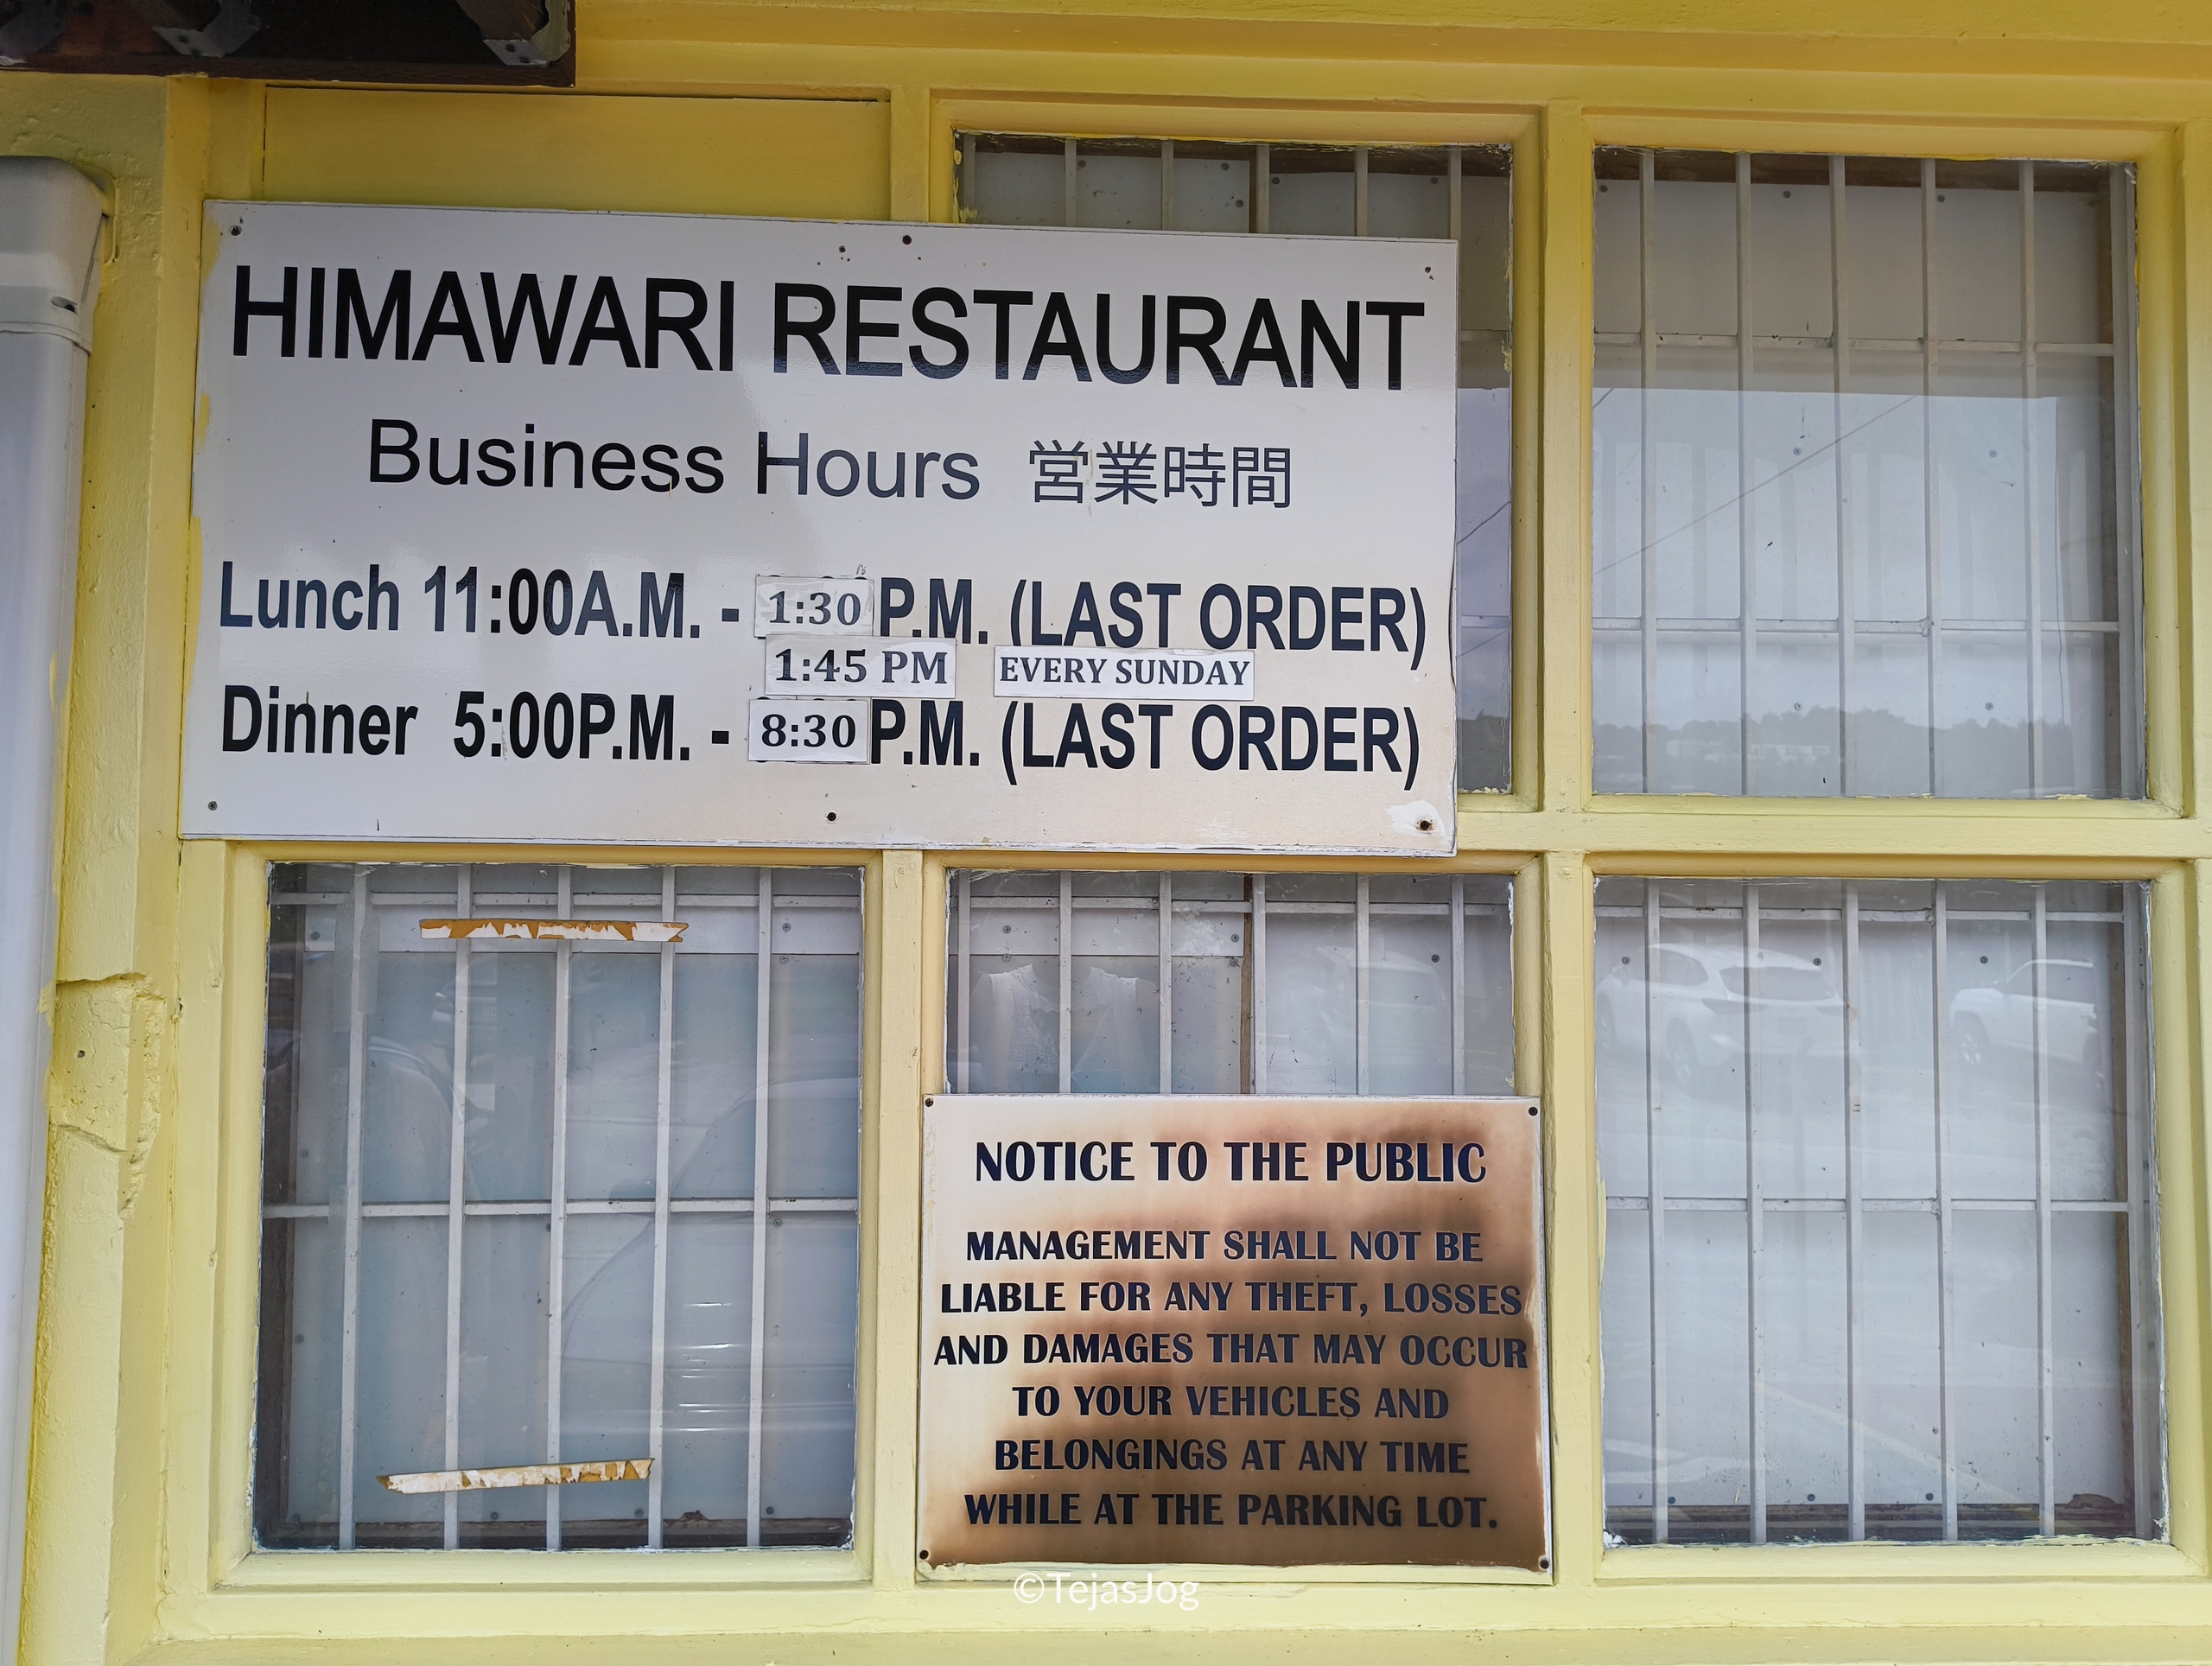 HIMAWARI RESTAURANT
Business Hours 営業時間
Lunch 11:00A.M. - 1:30 P.M. (LAST ORDER)
1:45 PM EVERY SUNDAY
Dinner 5:00P.M. - 8:30 P.M. (LAST ORDER)
NOTICE TO THE PUBLIC
MANAGEMENT SHALL NOT BE
LIABLE FOR ANY THEFT, LOSSES
AND DAMAGES THAT MAY OCCUR
TO YOUR VEHICLES AND
BELONGINGS AT ANY TIME
WHILE AT THE PARKING LOT.
©TejasJog